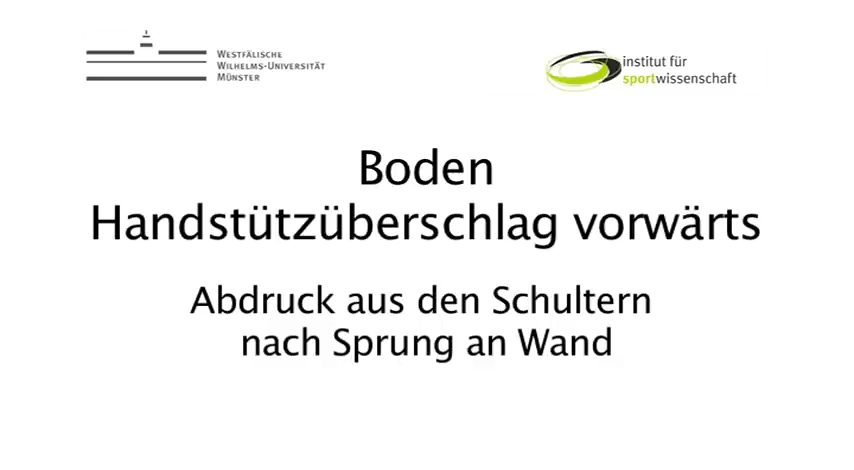 Westfälische
Wilhelms-Universität
Münster
institut für
sportwissenschaft
Boden
Handstützüberschlag vorwärts
Abdruck aus den Schultern
nach Sprung an Wand